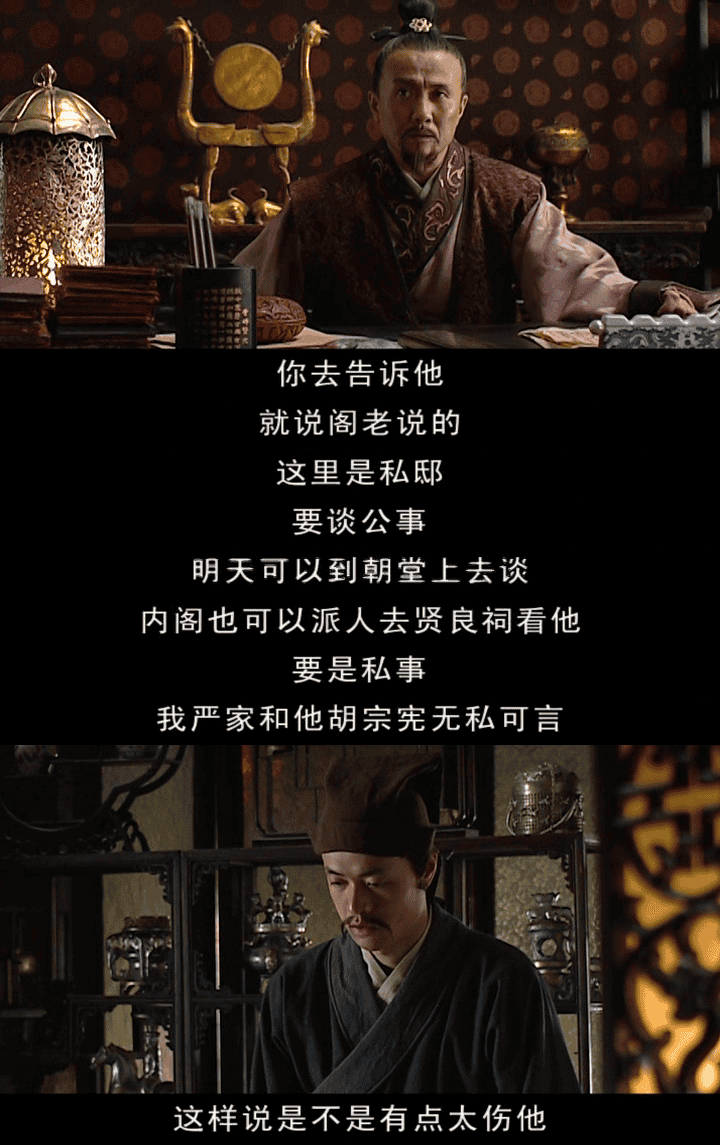 你去告诉他
就说阁老说的
这里是私邸
要谈公事
明天可以到朝堂上去谈
内阁也可以派人去贤良祠看他
要是私事
我严家和他胡宗宪无私可言
这样说是不是有点太伤他